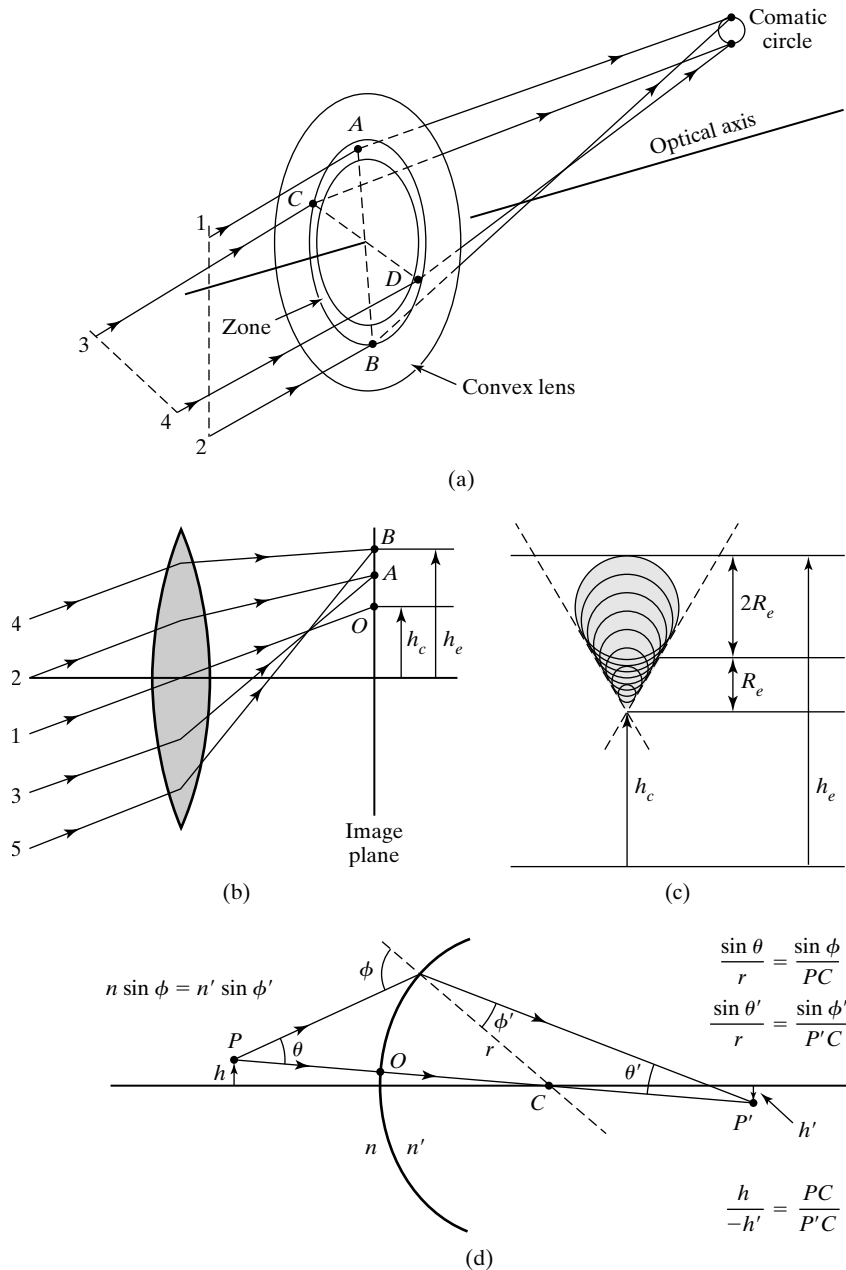 Comatic
circle
A
Optical axis
C
1
D
Zone
3
B
Convex lens
4
2
(a)
B
A
4
O
h_c
h_e
2
1
3
5
Image
plane
(b)
2R_e
R_e
h_c
h_e
(c)
n sin ϕ = n′ sin ϕ′
ϕ
sin θ / r = sin ϕ / PC
sin θ′ / r = sin ϕ′ / P′C
ϕ′
r
P
θ
O
h
θ′
C
P′
h′
n
n′
h / −h′ = PC / P′C
(d)